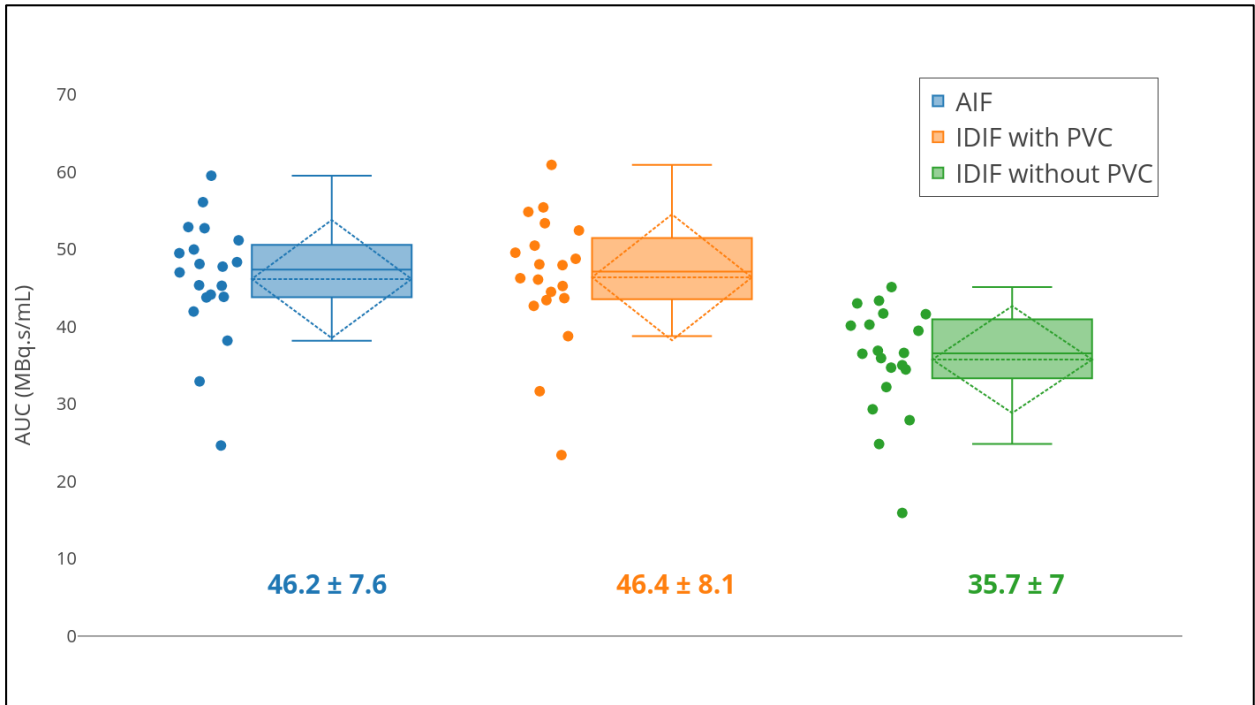 70
60
50
40
30
20
10
0
AUC (MBq.s/mL)
AIF
IDIF with PVC
IDIF without PVC
46.2 ± 7.6
46.4 ± 8.1
35.7 ± 7